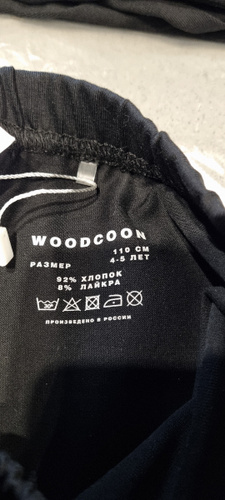 WOODCOON
РАЗМЕР 110 СМ
4-5 ЛЕТ
92% ХЛОПОК
8% ЛАЙКРА
ПРОИЗВЕДЕНО В РОССИИ